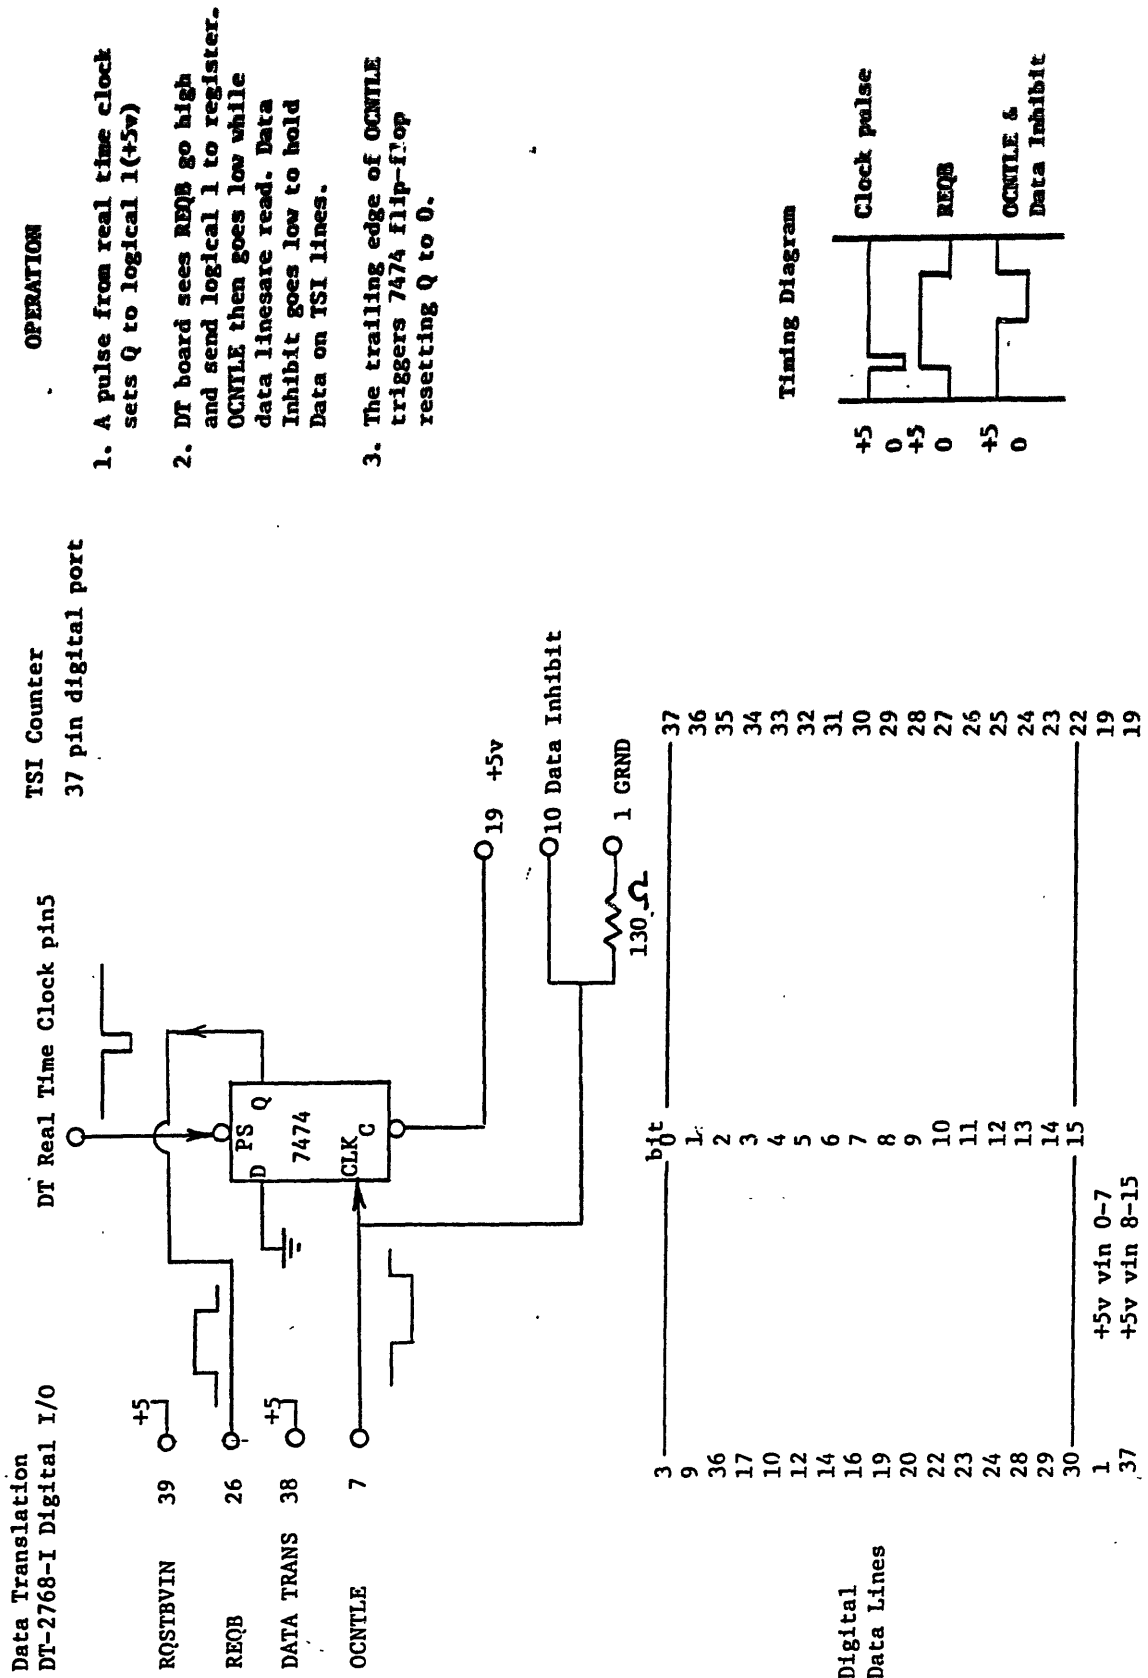 Data Translation
DT-2768-I Digital I/O
RQSTBVIN 39
+5
REQB 26
DATA TRANS 38
+5
OCNTLE 7
DT Real Time Clock pin5
PS
Q
D
7474
CLK
C
TSI Counter
37 pin digital port
19 +5v
10 Data Inhibit
1 GRND
130 Ω
Digital
Data Lines
bit
3 0 37
9 1 36
36 2 35
17 3 34
10 4 33
12 5 32
14 6 31
16 7 30
19 8 29
20 9 28
22 10 27
23 11 26
24 12 25
28 13 24
29 14 23
30 15 22
1 +5v vin 0-7 19
37 +5v vin 8-15 19
OPERATION
1. A pulse from real time clock
sets Q to logical 1(+5v)
2. DT board sees REQB go high
and send logical 1 to register.
OCNTLE then goes low while
data linesare read. Data
Inhibit goes low to hold
Data on TSI lines.
3. The trailing edge of OCNTLE
triggers 7474 flip-flop
resetting Q to 0.
Timing Diagram
+5
0
Clock pulse
+5
0
REQB
+5
0
OCNTLE &
Data Inhibit